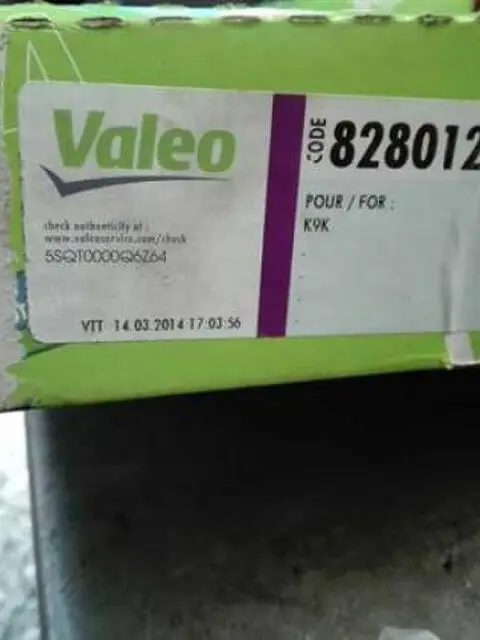 Valeo
check authenticity at :
www.valeoservice.com/check
5SQT0000Q6Z64
VTT 14.03.2014 17:03:56
CODE 828012
POUR / FOR :
K9K